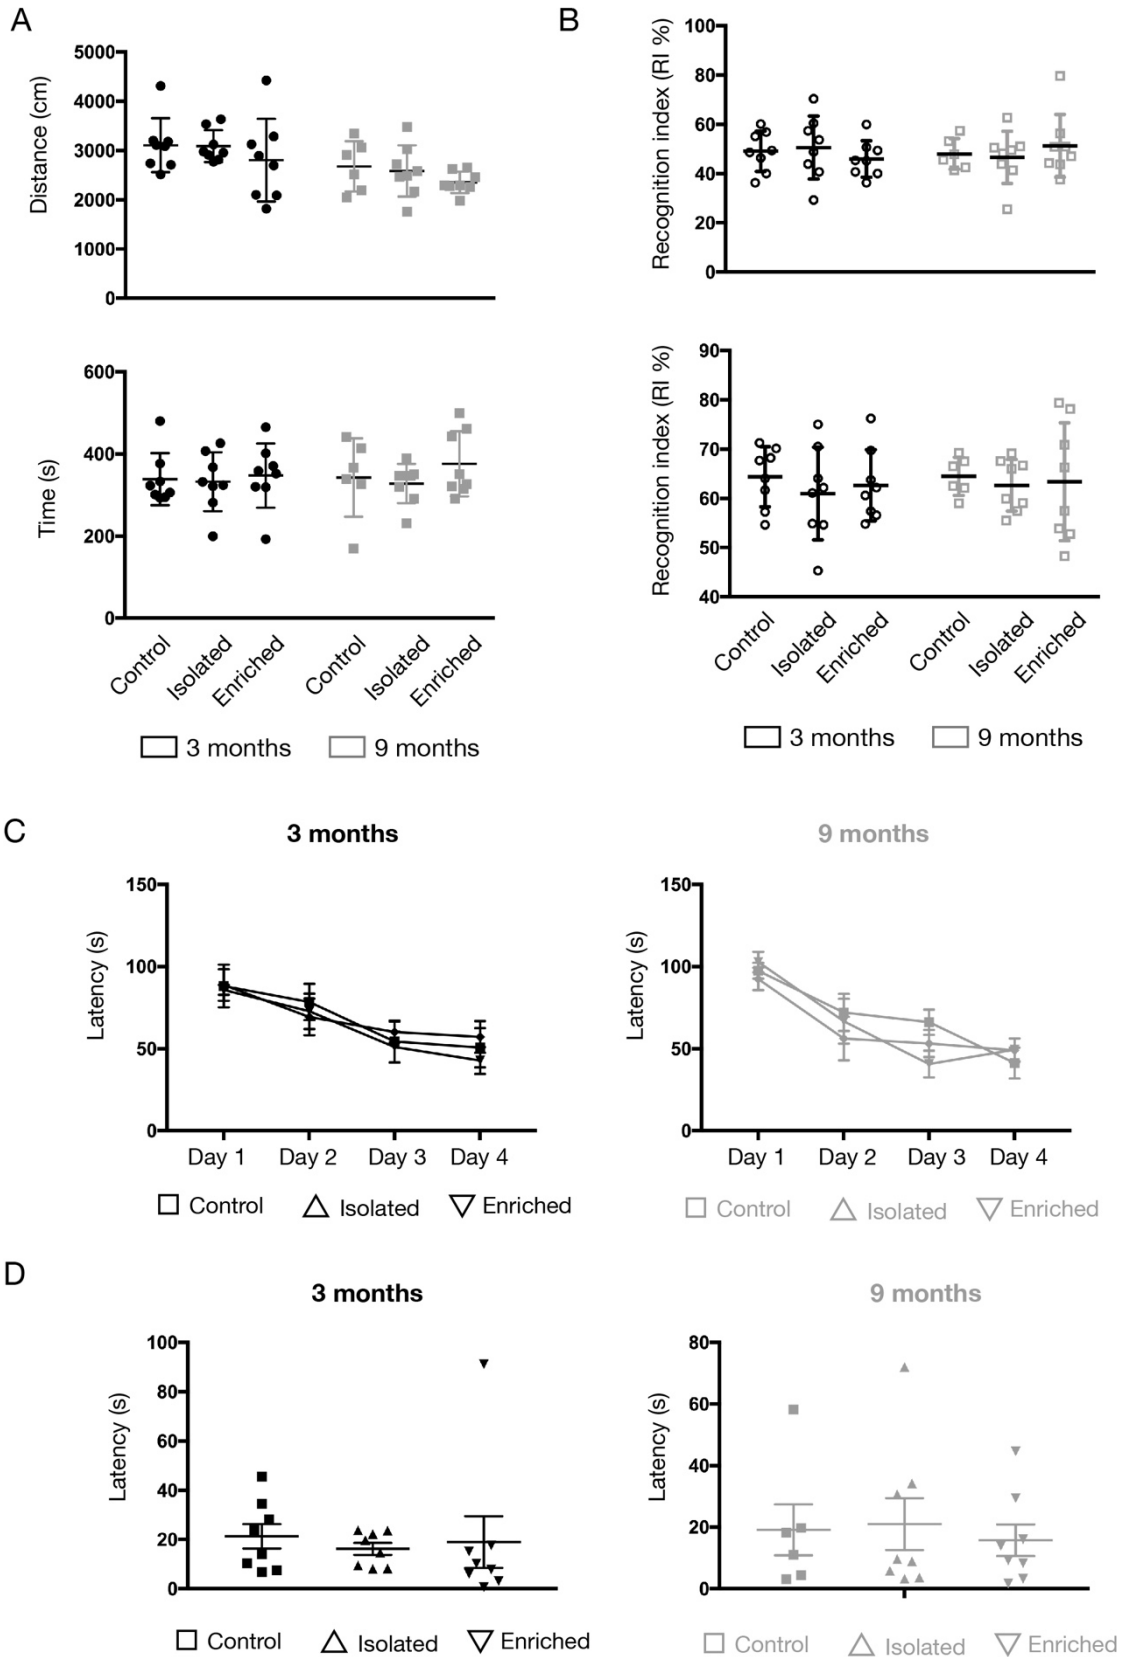 A
Distance (cm)
5000
4000
3000
2000
1000
0
Time (s)
600
400
200
0
Control
Isolated
Enriched
Control
Isolated
Enriched
3 months
9 months
B
Recognition index (RI %)
100
80
60
40
20
0
Recognition index (RI %)
90
80
70
60
50
40
Control
Isolated
Enriched
Control
Isolated
Enriched
3 months
9 months
C
3 months
Latency (s)
150
100
50
0
Day 1 Day 2 Day 3 Day 4
Control Isolated Enriched
9 months
Latency (s)
150
100
50
0
Day 1 Day 2 Day 3 Day 4
Control Isolated Enriched
D
3 months
Latency (s)
100
80
60
40
20
0
Control Isolated Enriched
9 months
Latency (s)
80
60
40
20
0
Control Isolated Enriched